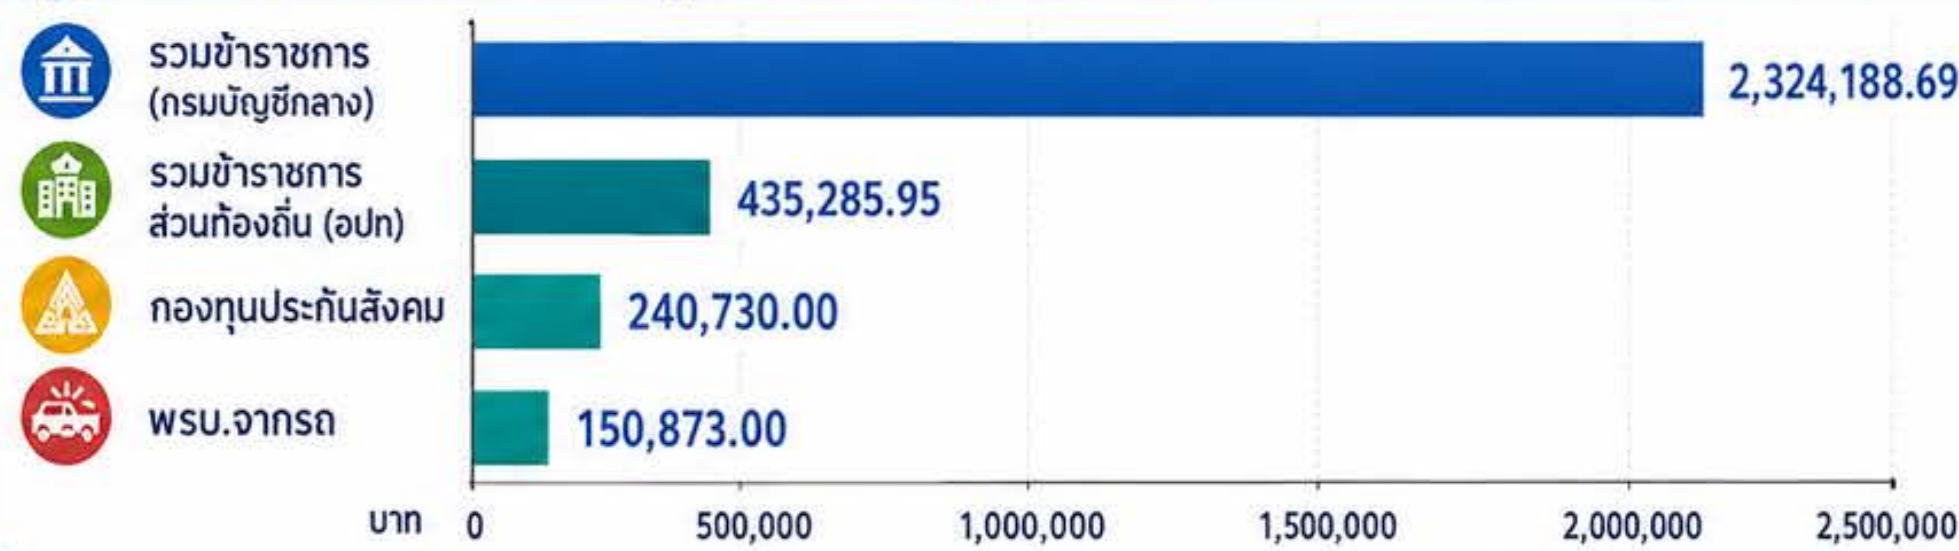 รวมข้าราชการ
(กรมบัญชีกลาง)
2,324,188.69
รวมข้าราชการ
ส่วนท้องถิ่น (อปท)
435,285.95
กองทุนประกันสังคม
240,730.00
พรบ.จากรถ
150,873.00
บาท 0 500,000 1,000,000 1,500,000 2,000,000 2,500,000